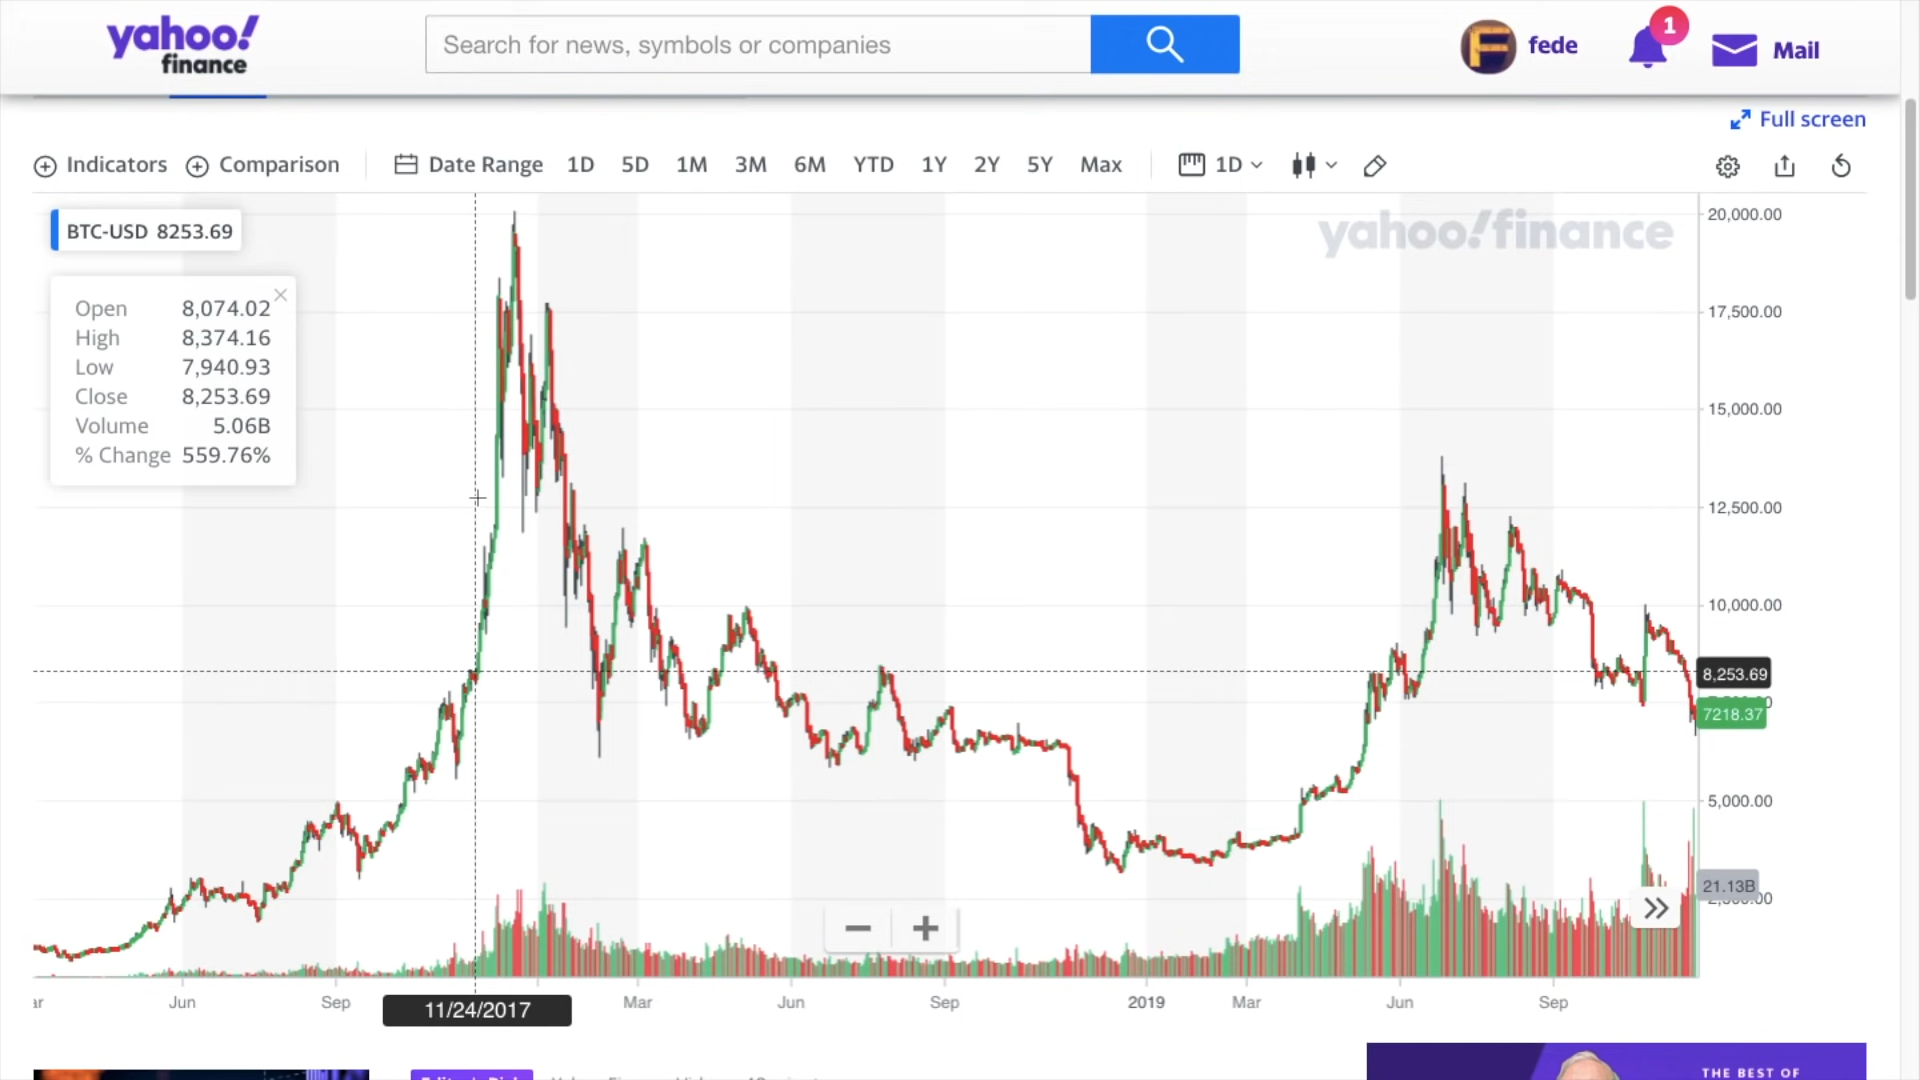 yahoo!
finance
Search for news, symbols or companies
fede
1
Mail
Full screen
Indicators Comparison Date Range 1D 5D 1M 3M 6M YTD 1Y 2Y 5Y Max 1D
BTC-USD 8253.69
yahoo!finance
Open 8,074.02
High 8,374.16
Low 7,940.93
Close 8,253.69
Volume 5.06B
% Change 559.76%
20,000.00
17,500.00
15,000.00
12,500.00
10,000.00
8,253.69
7218.37
5,000.00
21.13B
Jun Sep 11/24/2017 Mar Jun Sep 2019 Mar Jun Sep
THE BEST OF